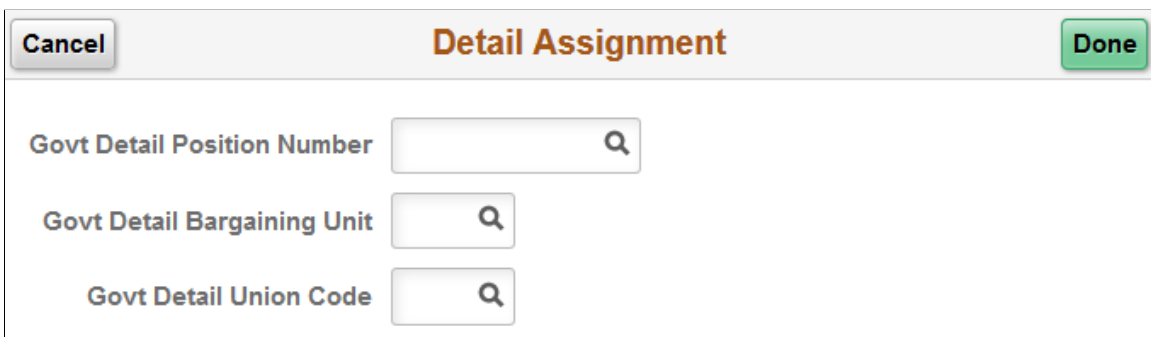 Cancel Detail Assignment Done
Govt Detail Position Number
Govt Detail Bargaining Unit
Govt Detail Union Code